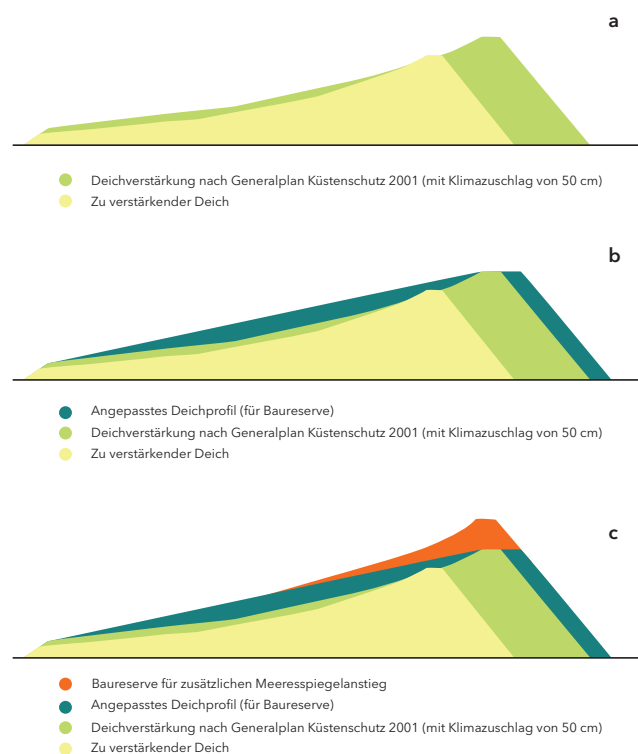 a
Deichverstärkung nach Generalplan Küstenschutz 2001 (mit Klimazuschlag von 50 cm)
Zu verstärkender Deich
b
Angepasstes Deichprofil (für Baureserve)
Deichverstärkung nach Generalplan Küstenschutz 2001 (mit Klimazuschlag von 50 cm)
Zu verstärkender Deich
c
Baureserve für zusätzlichen Meeresspiegelanstieg
Angepasstes Deichprofil (für Baureserve)
Deichverstärkung nach Generalplan Küstenschutz 2001 (mit Klimazuschlag von 50 cm)
Zu verstärkender Deich